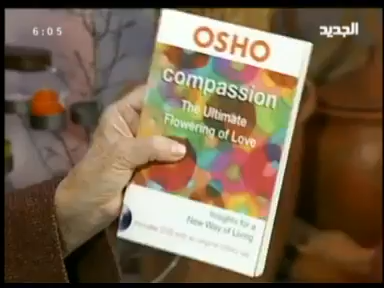 6:05
الجديد
OSHO
compassion
The Ultimate
Flowering of Love
Insights for a
New Way of Living